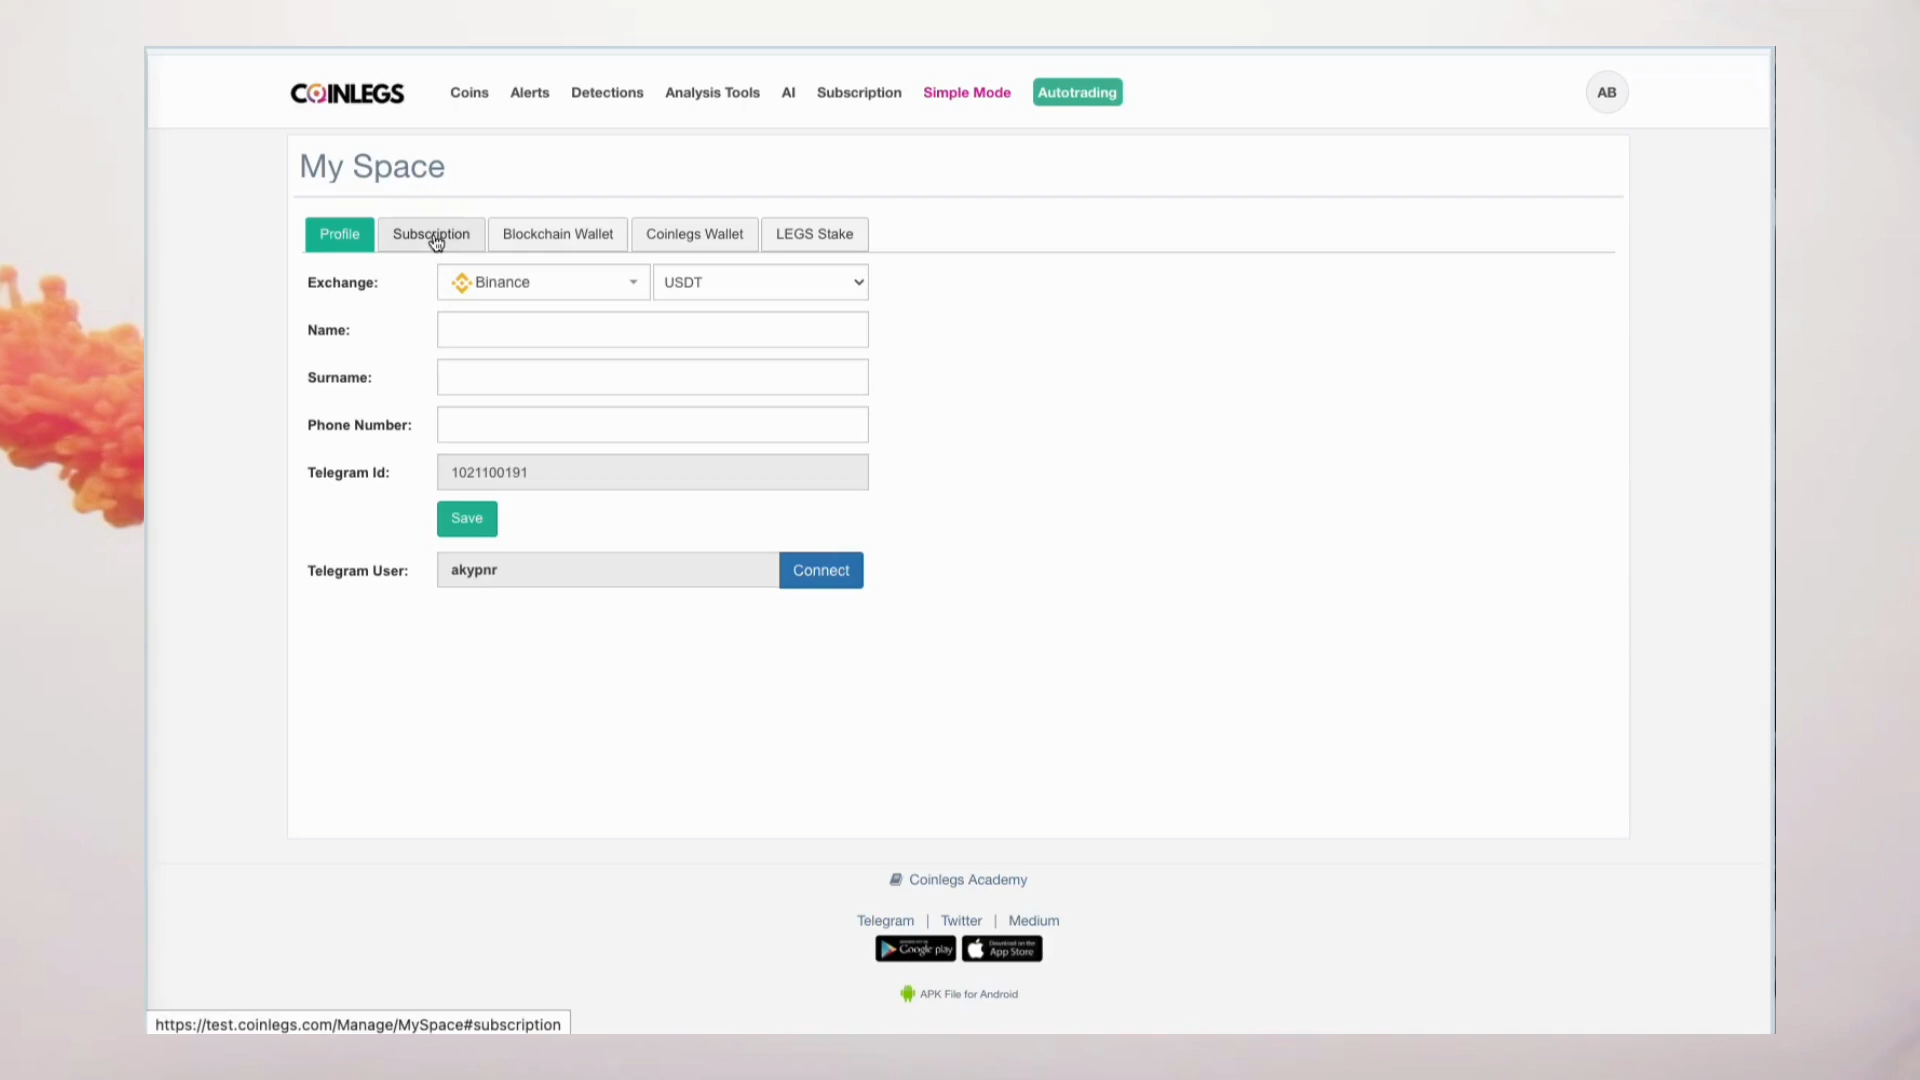 COINLEGS Coins Alerts Detections Analysis Tools AI Subscription Simple Mode Autotrading AB
My Space
Profile Subscription Blockchain Wallet Coinlegs Wallet LEGS Stake
Exchange: Binance USDT
Name:
Surname:
Phone Number:
Telegram Id: 1021100191
Save
Telegram User: akypnr Connect
Coinlegs Academy
Telegram | Twitter | Medium
Google play Download on the App Store
APK File for Android
https://test.coinlegs.com/Manage/MySpace#subscription